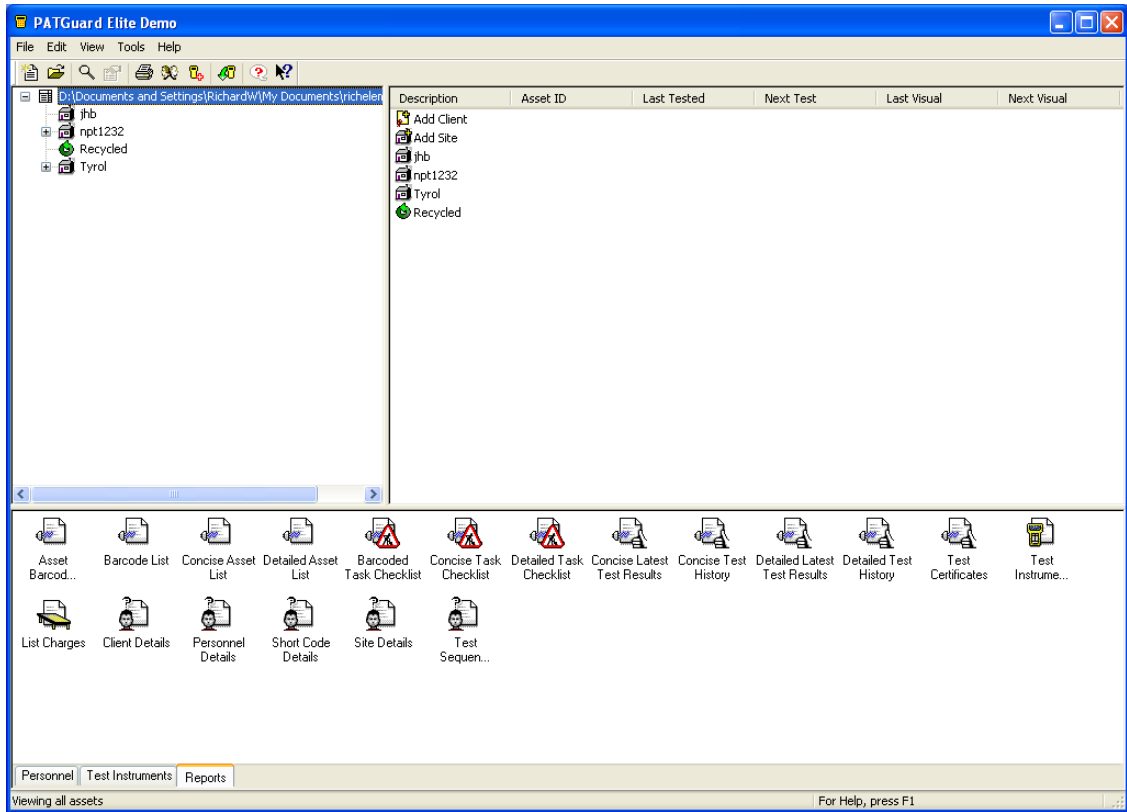 PATGuard Elite Demo
File Edit View Tools Help
D:\Documents and Settings\RichardW\My Documents\richelen
jhb
npt1232
Recycled
Tyrol
Description Asset ID Last Tested Next Test Last Visual Next Visual
Add Client
Add Site
jhb
npt1232
Tyrol
Recycled
Asset Barcod... Barcode List Concise Asset List Detailed Asset List Barcoded Task Checklist Concise Task Checklist Detailed Task Checklist Concise Latest Test Results Concise Test History Detailed Latest Test Results Detailed Test History Test Certificates Test Instrume...
List Charges Client Details Personnel Details Short Code Details Site Details Test Sequen...
Personnel Test Instruments Reports
Viewing all assets For Help, press F1